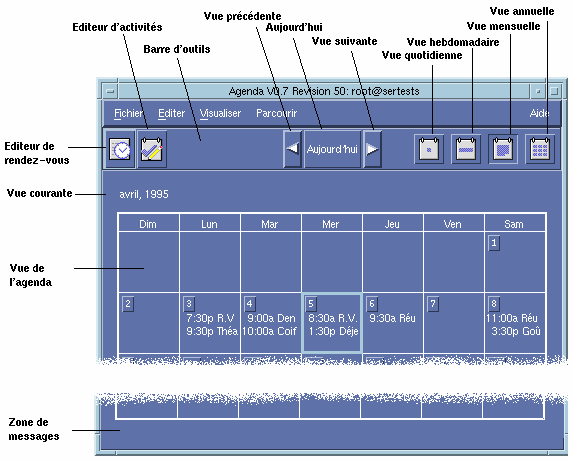 Vue annuelle
Editeur d'activités
Vue précédente
Aujourd'hui
Vue mensuelle
Vue suivante
Vue hebdomadaire
Barre d'outils
Vue quotidienne
Agenda V0.7 Revision 50: root@sertests
Fichier Editer Visualiser Parcourir Aide
Editeur de
rendez-vous
Aujourd'hui
Vue courante
avril, 1995
Dim Lun Mar Mer Jeu Ven Sam
1
Vue de
l'agenda
2 3 4 5 6 7 8
7:30p R.V 9:00a Den 8:30a R.V. 9:30a Réu 11:00a Réu
9:30p Théa 10:00a Coif 1:30p Déje 3:30p Goû
Zone de
messages